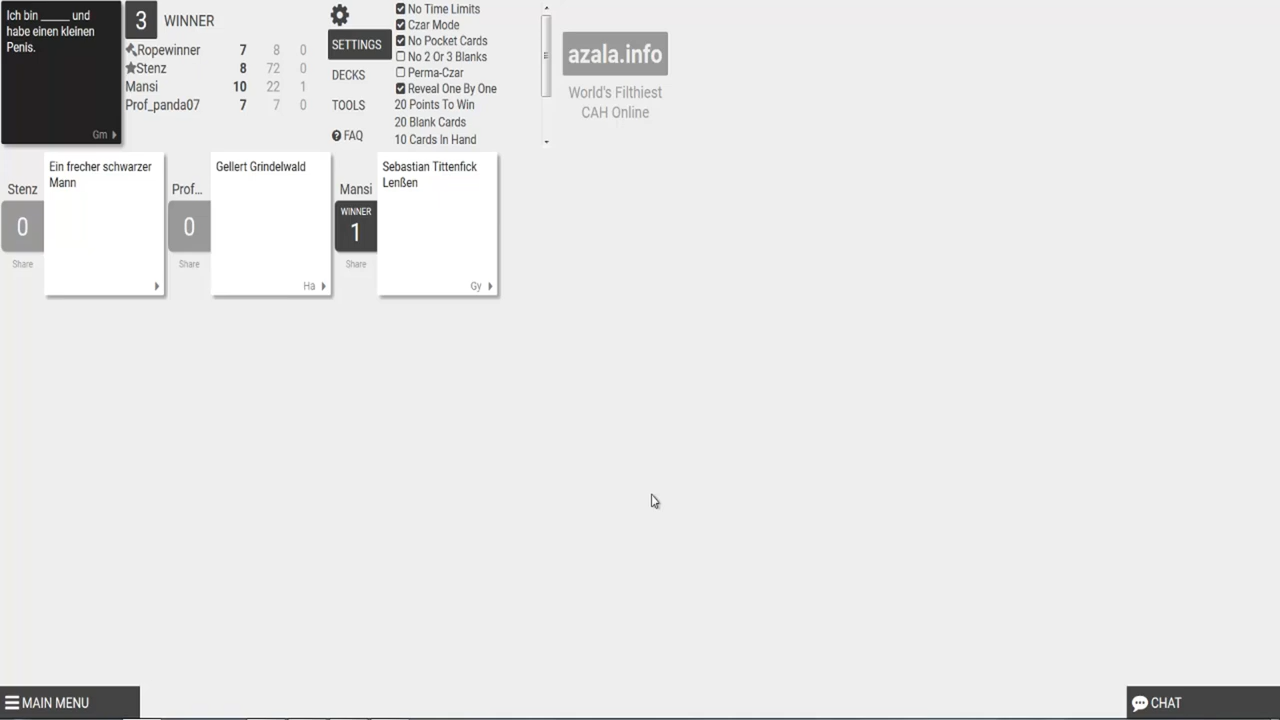 Ich bin ______ und
habe einen kleinen
Penis.
Gm
3 WINNER
Ropewinner 7 8 0
Stenz 8 72 0
Mansi 10 22 1
Prof_panda07 7 7 0
SETTINGS
DECKS
TOOLS
FAQ
No Time Limits
Czar Mode
No Pocket Cards
No 2 Or 3 Blanks
Perma-Czar
Reveal One By One
20 Points To Win
20 Blank Cards
10 Cards In Hand
azala.info
World's Filthiest
CAH Online
Stenz
0
Share
Ein frecher schwarzer
Mann
Prof...
0
Share
Gellert Grindelwald
Ha
Mansi
WINNER
1
Share
Sebastian Tittenfick
Lenßen
Gy
MAIN MENU
CHAT